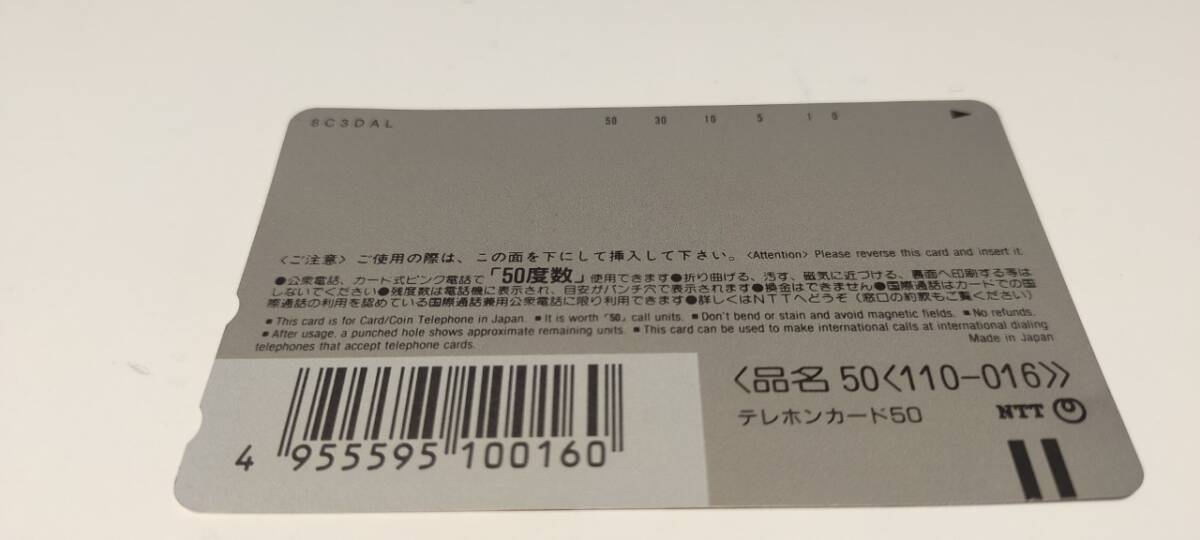 8C3DAL 50 30 10 5 1 0
〈ご注意〉ご使用の際は、この面を下にして挿入して下さい。〈Attention〉 Please reverse this card and insert it.
●公衆電話、カード式ピンク電話で「50度数」使用できます●折り曲げる、汚す、磁気に近づける、裏面へ印刷する等は
しないでください●残度数は電話機に表示され、目安がパンチ穴で表示されます●換金はできません●国際通話はカードでの国
際通話の利用を認めている国際通話兼用公衆電話に限り利用できます●詳しくはNTTへどうぞ（窓口の約款もご覧ください）
■ This card is for Card/Coin Telephone in Japan. ■ It is worth「50」call units. ■ Don't bend or stain and avoid magnetic fields. ■ No refunds.
■ After usage, a punched hole shows approximate remaining units. ■ This card can be used to make international calls at international dialing
telephones that accept telephone cards. Made in Japan
〈品名 50〈110-016〉〉
テレホンカード50 NTT
4 955595 100160